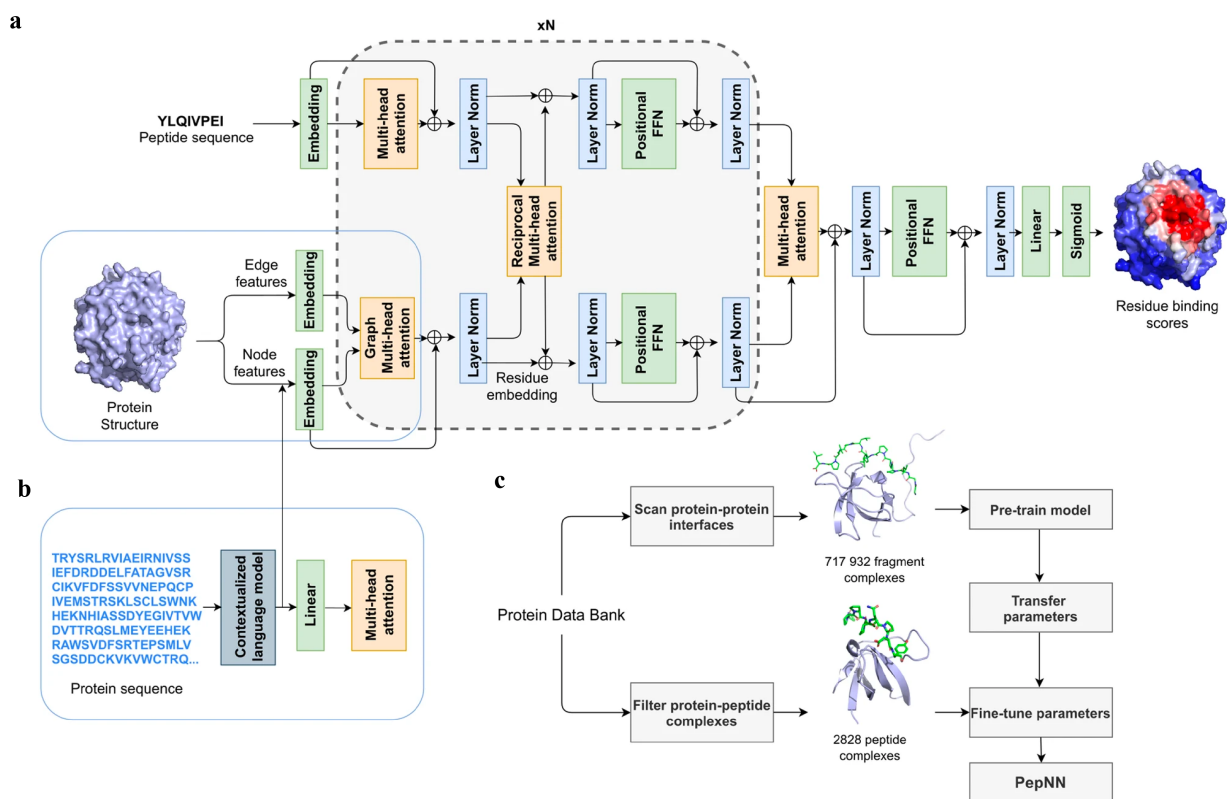 a
xN
YLQIVPEI
Peptide sequence
Embedding
Multi-head
attention
Layer Norm
Layer Norm
Positional
FFN
Layer Norm
Reciprocal
Multi-head
attention
Multi-head
attention
Layer Norm
Positional
FFN
Layer Norm
Linear
Sigmoid
Residue binding
scores
Edge
features
Embedding
Node
features
Embedding
Graph
Multi-head
attention
Layer Norm
Residue
embedding
Layer Norm
Positional
FFN
Layer Norm
Protein
Structure
b
TRYSRLRVIAEIRNIVSS
IEFDRDDELFATAGVSR
CIKVFDFSSVVNEPQCP
IVEMSTRSKLSCLSWNK
HEKNHIASSDYEGIVTVW
DVTTRQSLMEYEEHEK
RAWSVDFSRTEPSMLV
SGSDDCKVKVWCTRQ...
Protein sequence
Contextualized
language model
Linear
Multi-head
attention
c
Protein Data Bank
Scan protein-protein
interfaces
717 932 fragment
complexes
Pre-train model
Transfer
parameters
Filter protein-peptide
complexes
2828 peptide
complexes
Fine-tune parameters
PepNN